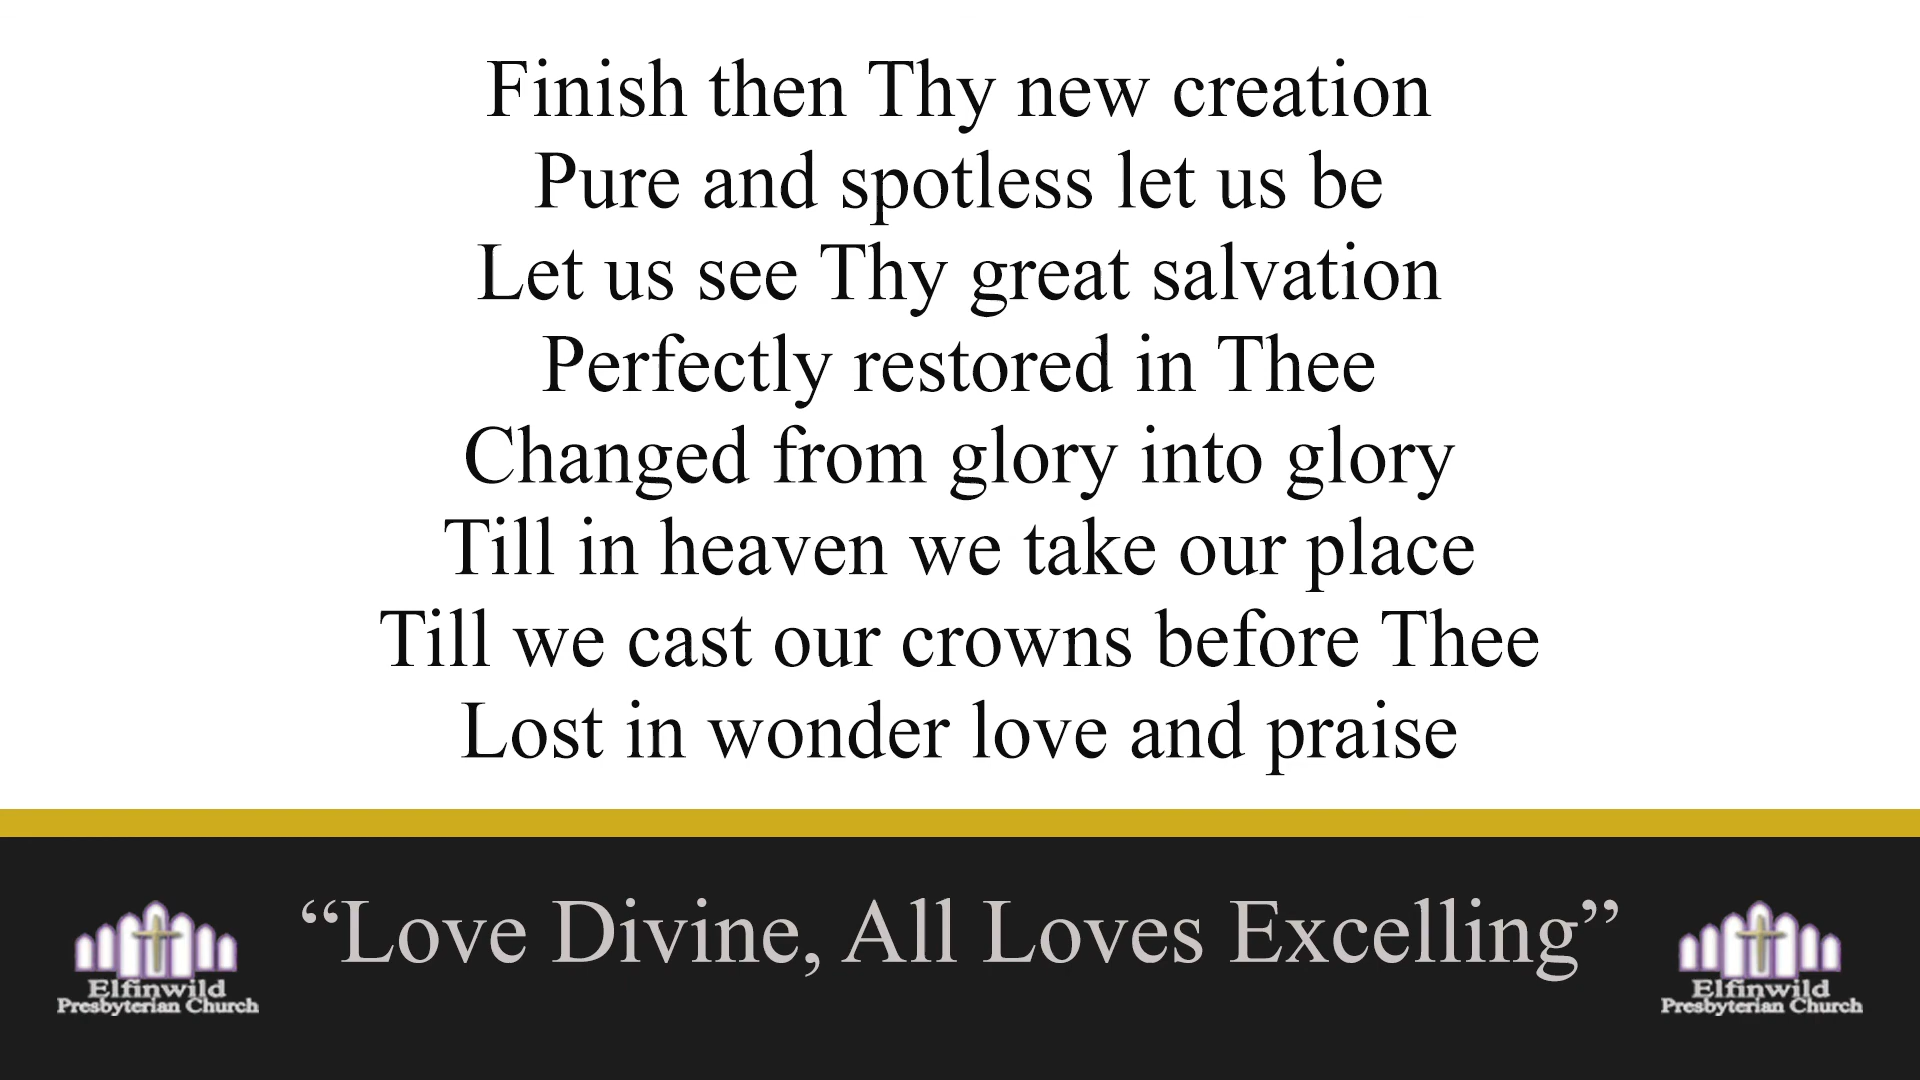 Finish then Thy new creation
Pure and spotless let us be
Let us see Thy great salvation
Perfectly restored in Thee
Changed from glory into glory
Till in heaven we take our place
Till we cast our crowns before Thee
Lost in wonder love and praise
“Love Divine, All Loves Excelling”
Elfinwild
Presbyterian Church
Elfinwild
Presbyterian Church